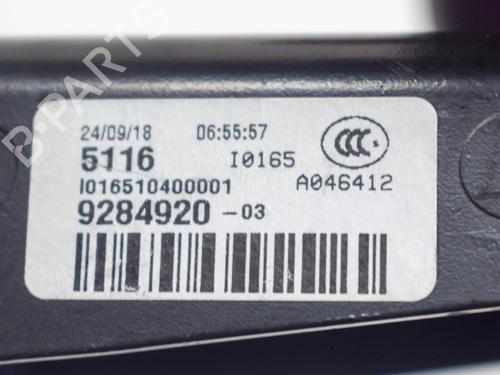 B-PARTS
24/09/18 06:55:57
5116 I0165
CCC S
I016510400001 A046412
9284920 -03